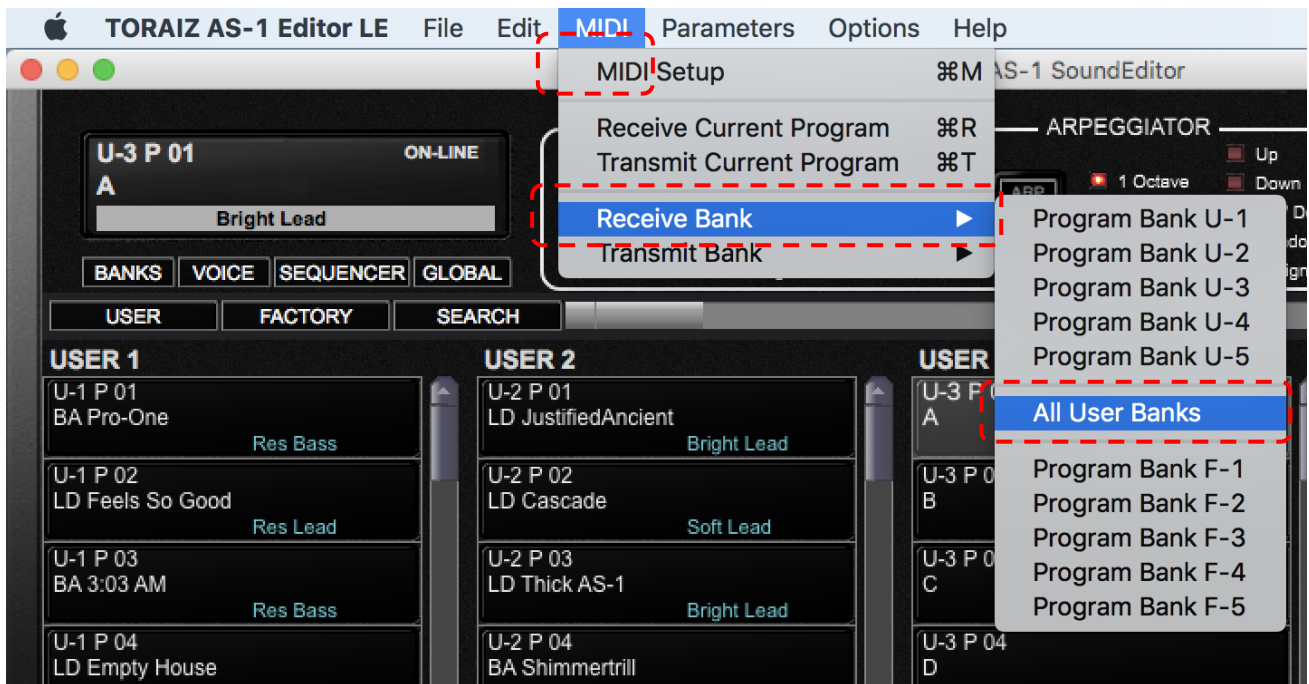 TORAIZ AS-1 Editor LE File Edit MIDI Parameters Options Help
MIDI Setup ⌘M
AS-1 SoundEditor
Receive Current Program ⌘R
Transmit Current Program ⌘T
Receive Bank ▶
Transmit Bank ▶
U-3 P 01 ON-LINE
A
Bright Lead
BANKS VOICE SEQUENCER GLOBAL
ARPEGGIATOR
ARP
1 Octave
Up
Down
Program Bank U-1
Program Bank U-2
Program Bank U-3
Program Bank U-4
Program Bank U-5
All User Banks
Program Bank F-1
Program Bank F-2
Program Bank F-3
Program Bank F-4
Program Bank F-5
USER FACTORY SEARCH
USER 1
U-1 P 01
BA Pro-One
Res Bass
U-1 P 02
LD Feels So Good
Res Lead
U-1 P 03
BA 3:03 AM
Res Bass
U-1 P 04
LD Empty House
USER 2
U-2 P 01
LD JustifiedAncient
Bright Lead
U-2 P 02
LD Cascade
Soft Lead
U-2 P 03
LD Thick AS-1
Bright Lead
U-2 P 04
BA Shimmertrill
USER
U-3 P 0
A
U-3 P 0
B
U-3 P 0
C
U-3 P 04
D